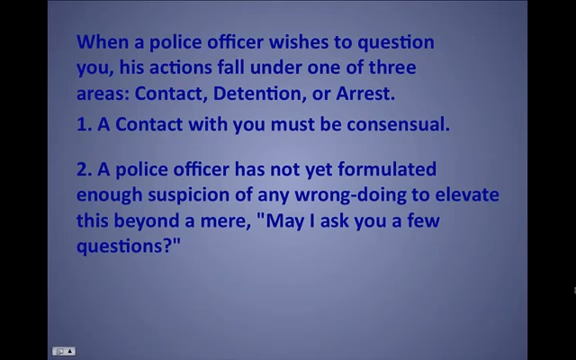 When a police officer wishes to question
you, his actions fall under one of three
areas: Contact, Detention, or Arrest.
1. A Contact with you must be consensual.
2. A police officer has not yet formulated
enough suspicion of any wrong-doing to elevate
this beyond a mere, "May I ask you a few
questions?"